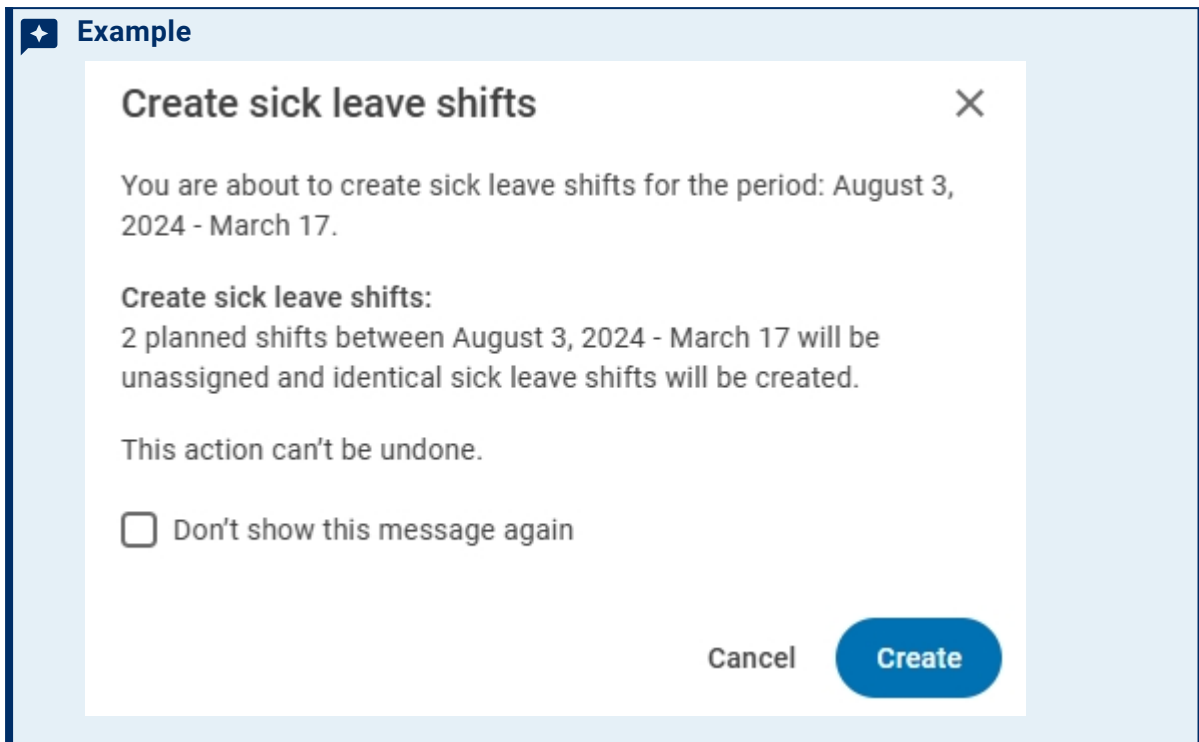 Example
Create sick leave shifts
You are about to create sick leave shifts for the period: August 3,
2024 - March 17.
Create sick leave shifts:
2 planned shifts between August 3, 2024 - March 17 will be
unassigned and identical sick leave shifts will be created.
This action can’t be undone.
Don’t show this message again
Cancel
Create